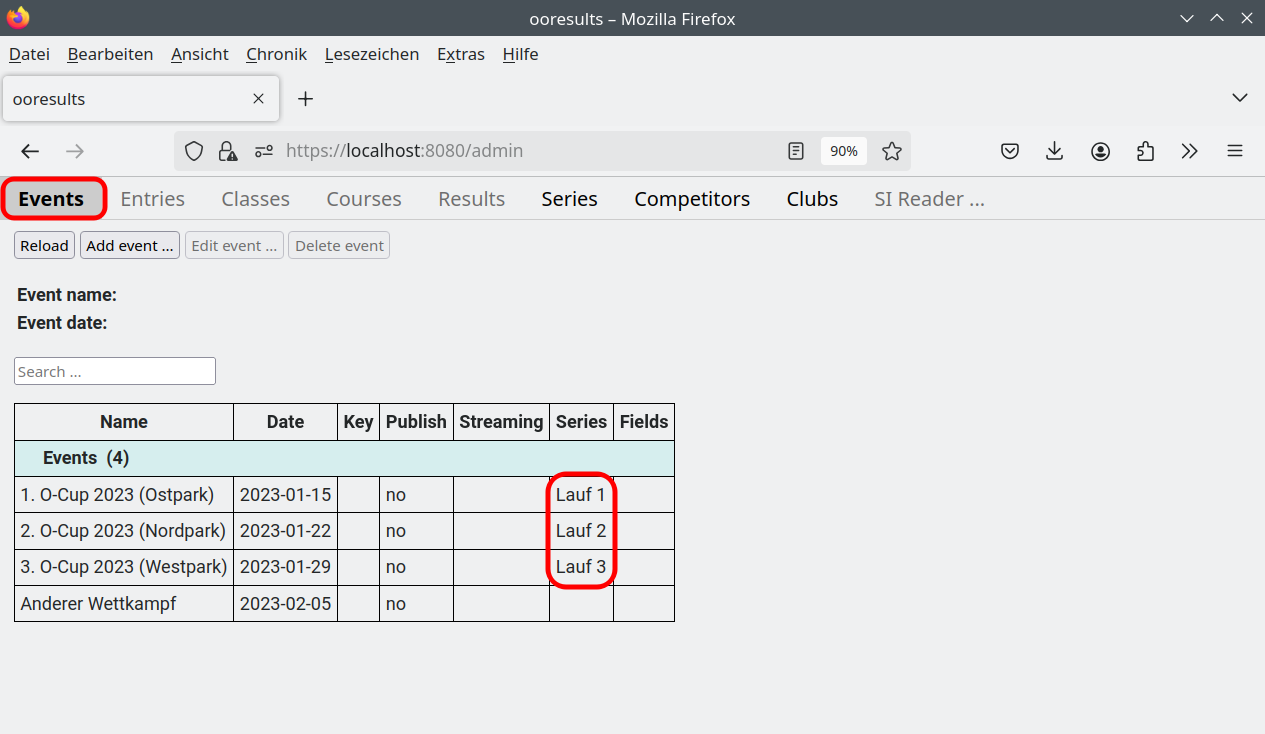 ooresults – Mozilla Firefox
Datei Bearbeiten Ansicht Chronik Lesezeichen Extras Hilfe
ooresults
https://localhost:8080/admin 90%
Events Entries Classes Courses Results Series Competitors Clubs SI Reader ...
Reload Add event ... Edit event ... Delete event
Event name:
Event date:
Search ...
Name Date Key Publish Streaming Series Fields
Events (4)
1. O-Cup 2023 (Ostpark) 2023-01-15 no Lauf 1
2. O-Cup 2023 (Nordpark) 2023-01-22 no Lauf 2
3. O-Cup 2023 (Westpark) 2023-01-29 no Lauf 3
Anderer Wettkampf 2023-02-05 no